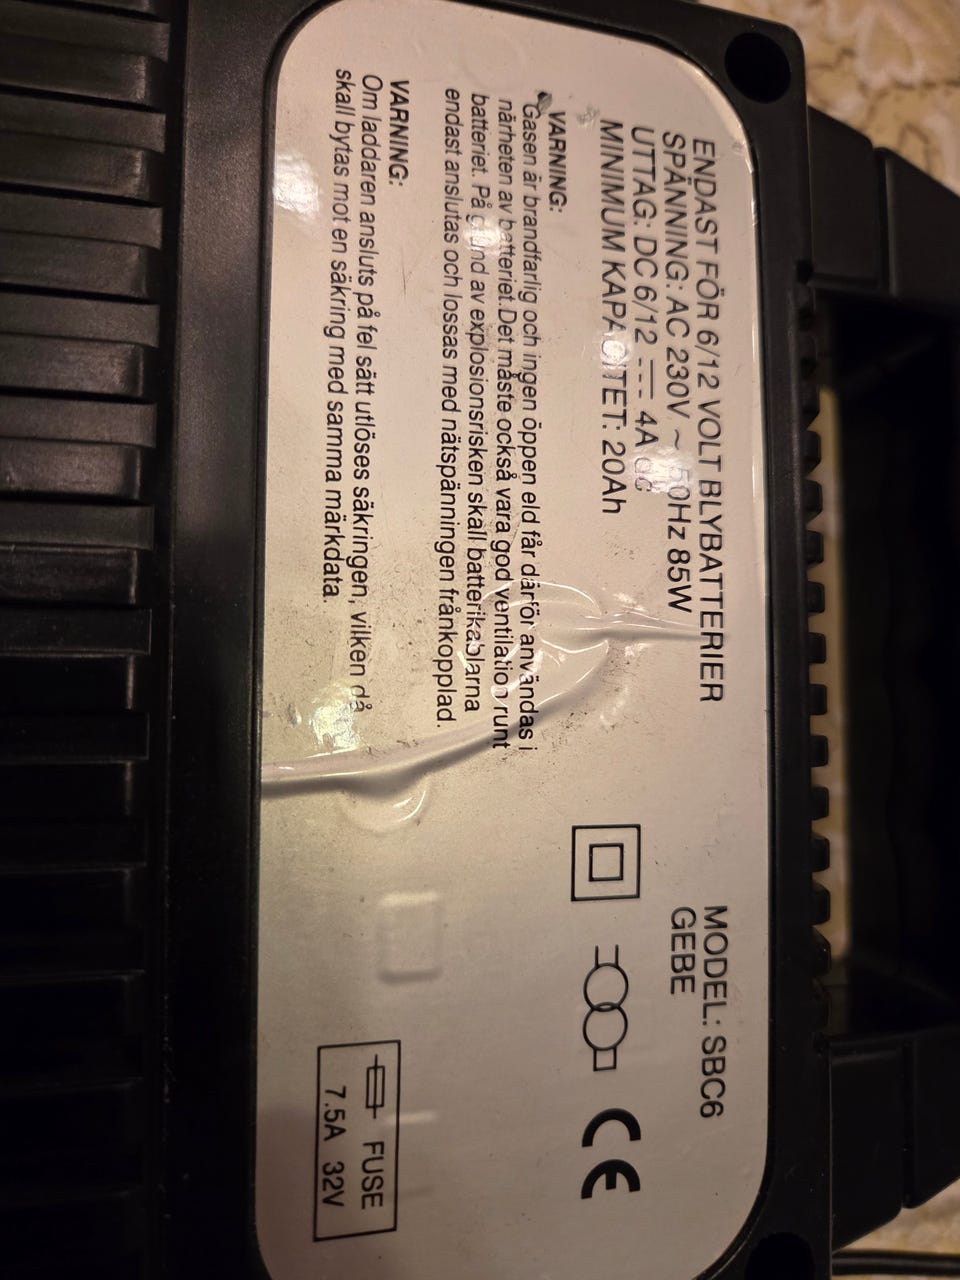 ENDAST FÖR 6/12 VOLT BLYBATTERIER
SPÄNNING: AC 230V ~ 50Hz 85W
UTTAG: DC 6/12 ⎓ 4A dc
MINIMUM KAPACITET: 20Ah
VARNING:
Gasen är brandfarlig och ingen öppen eld får därför användas i
närheten av batteriet. Det måste också vara god ventilation runt
batteriet. På grund av explosionsrisken skall batterikablarna
endast anslutas och lossas med nätspänningen frånkopplad.
VARNING:
Om laddaren ansluts på fel sätt utlöses säkringen, vilken då
skall bytas mot en säkring med samma märkdata.
MODEL: SBC6
GEBE
CE
FUSE
7.5A 32V